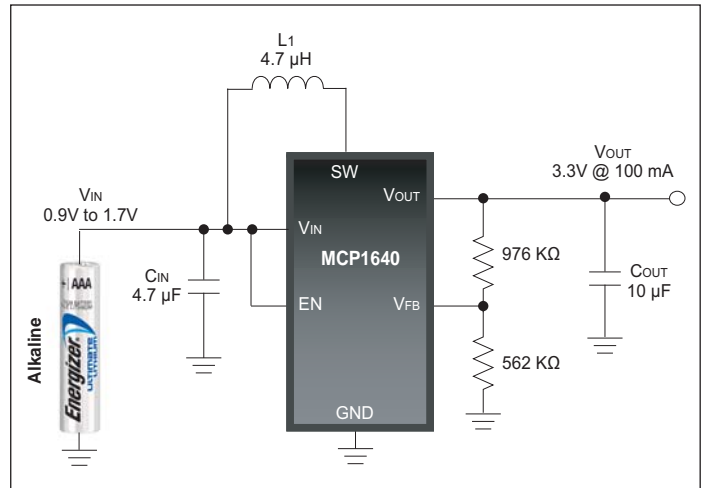 L1
4.7 µH
SW
VOUT
VOUT
3.3V @ 100 mA
VIN
0.9V to 1.7V
VIN
MCP1640
976 KΩ
CIN
4.7 µF
COUT
10 µF
EN
VFB
562 KΩ
GND
Alkaline
+ AAA
Energizer
ULTIMATE
LITHIUM